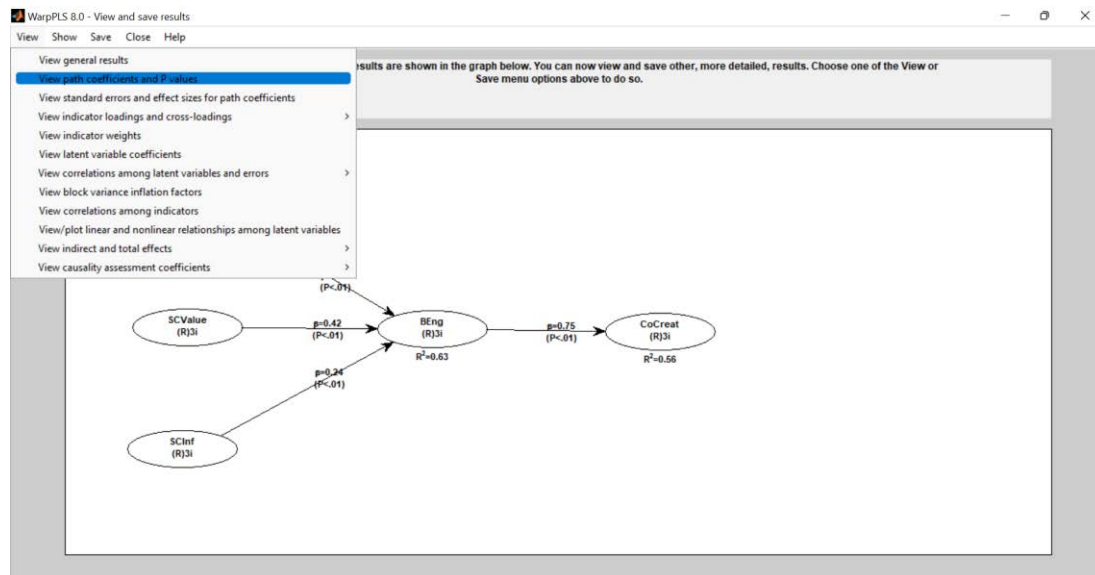 WarpPLS 8.0 - View and save results
View Show Save Close Help
View general results
View path coefficients and P values
View standard errors and effect sizes for path coefficients
View indicator loadings and cross-loadings >
View indicator weights
View latent variable coefficients
View correlations among latent variables and errors >
View block variance inflation factors
View correlations among indicators
View/plot linear and nonlinear relationships among latent variables
View indirect and total effects >
View causality assessment coefficients >
results are shown in the graph below. You can now view and save other, more detailed, results. Choose one of the View or
Save menu options above to do so.
(P<.01)
SCValue
(R)3i
β=0.42
(P<.01)
BEng
(R)3i
R²=0.63
β=0.75
(P<.01)
CoCreat
(R)3i
R²=0.56
β=0.24
(P<.01)
SCInf
(R)3i